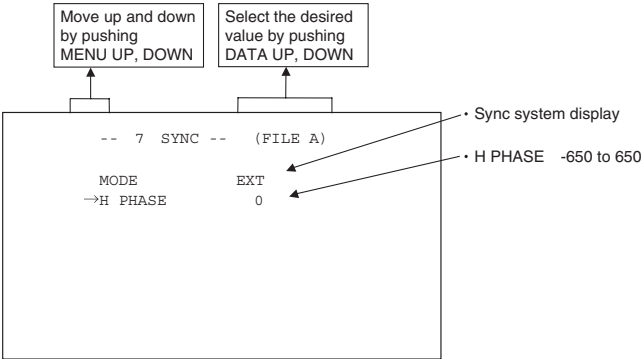 Move up and down
by pushing
MENU UP, DOWN
Select the desired
value by pushing
DATA UP, DOWN
-- 7 SYNC -- (FILE A)
MODE EXT
→H PHASE 0
• Sync system display
• H PHASE -650 to 650